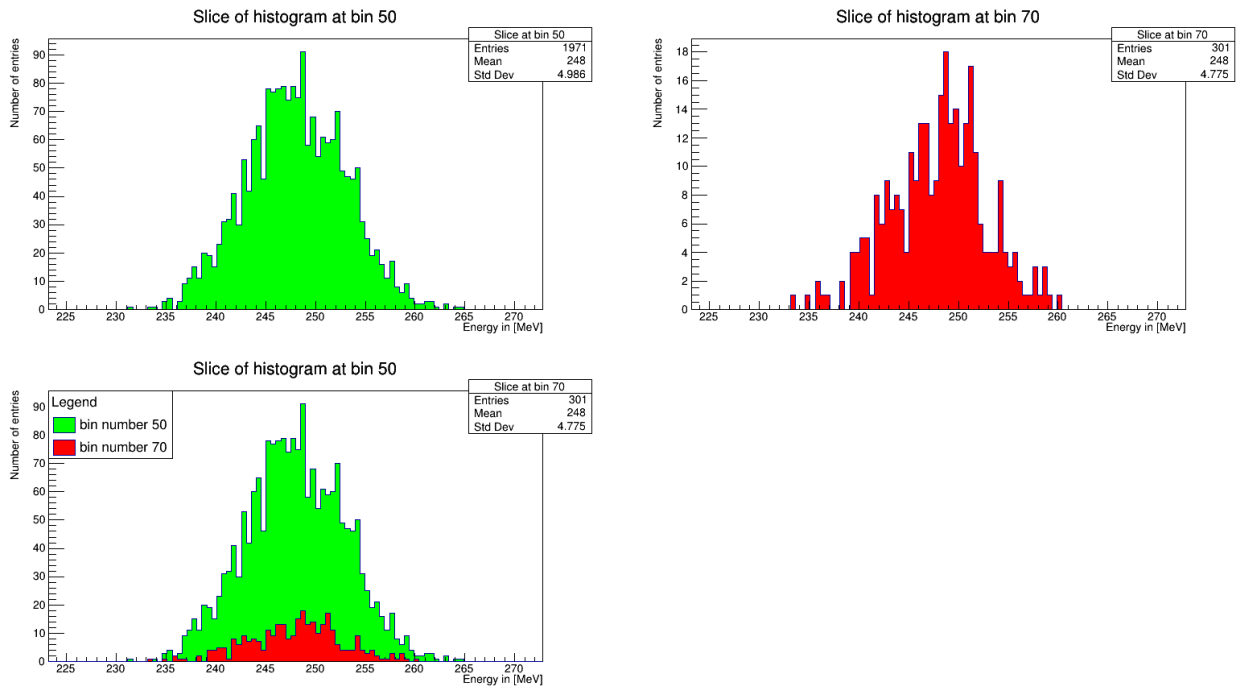 Slice of histogram at bin 50
Number of entries
90
80
70
60
50
40
30
20
10
0
225 230 235 240 245 250 255 260 265 270
Energy in [MeV]
Slice at bin 50
Entries 1971
Mean 248
Std Dev 4.986
Slice of histogram at bin 70
Number of entries
18
16
14
12
10
8
6
4
2
0
225 230 235 240 245 250 255 260 265 270
Energy in [MeV]
Slice at bin 70
Entries 301
Mean 248
Std Dev 4.775
Slice of histogram at bin 50
Number of entries
90
80
70
60
50
40
30
20
10
0
225 230 235 240 245 250 255 260 265 270
Energy in [MeV]
Legend
bin number 50
bin number 70
Slice at bin 70
Entries 301
Mean 248
Std Dev 4.775